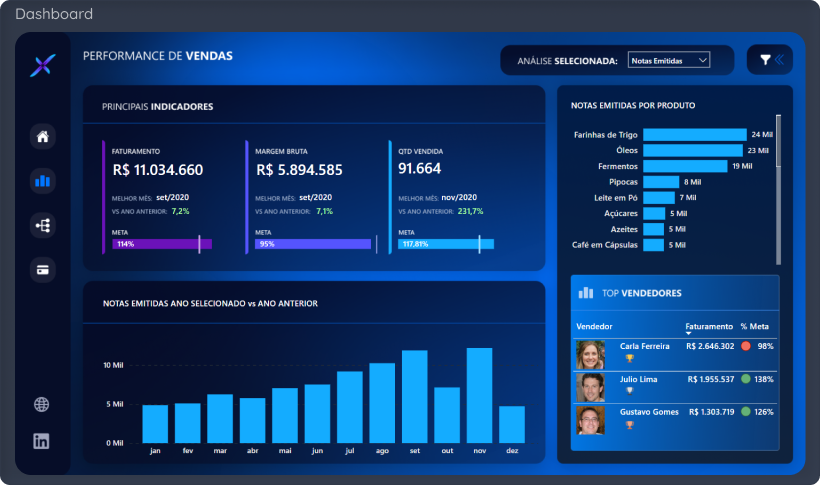 Dashboard
PERFORMANCE DE VENDAS
ANÁLISE SELECIONADA: Notas Emitidas
PRINCIPAIS INDICADORES
FATURAMENTO
R$ 11.034.660
MELHOR MÊS: set/2020
VS ANO ANTERIOR: 7,2%
META
114%
MARGEM BRUTA
R$ 5.894.585
MELHOR MÊS: set/2020
VS ANO ANTERIOR: 7,1%
META
95%
QTD VENDIDA
91.664
MELHOR MÊS: nov/2020
VS ANO ANTERIOR: 231,7%
META
117,81%
NOTAS EMITIDAS POR PRODUTO
Farinhas de Trigo 24 Mil
Óleos 23 Mil
Fermentos 19 Mil
Pipocas 8 Mil
Leite em Pó 7 Mil
Açúcares 5 Mil
Azeites 5 Mil
Café em Cápsulas 5 Mil
NOTAS EMITIDAS ANO SELECIONADO vs ANO ANTERIOR
10 Mil
5 Mil
0 Mil
jan fev mar abr mai jun jul ago set out nov dez
TOP VENDEDORES
Vendedor Faturamento % Meta
Carla Ferreira R$ 2.646.302 98%
Julio Lima R$ 1.955.537 138%
Gustavo Gomes R$ 1.303.719 126%
in